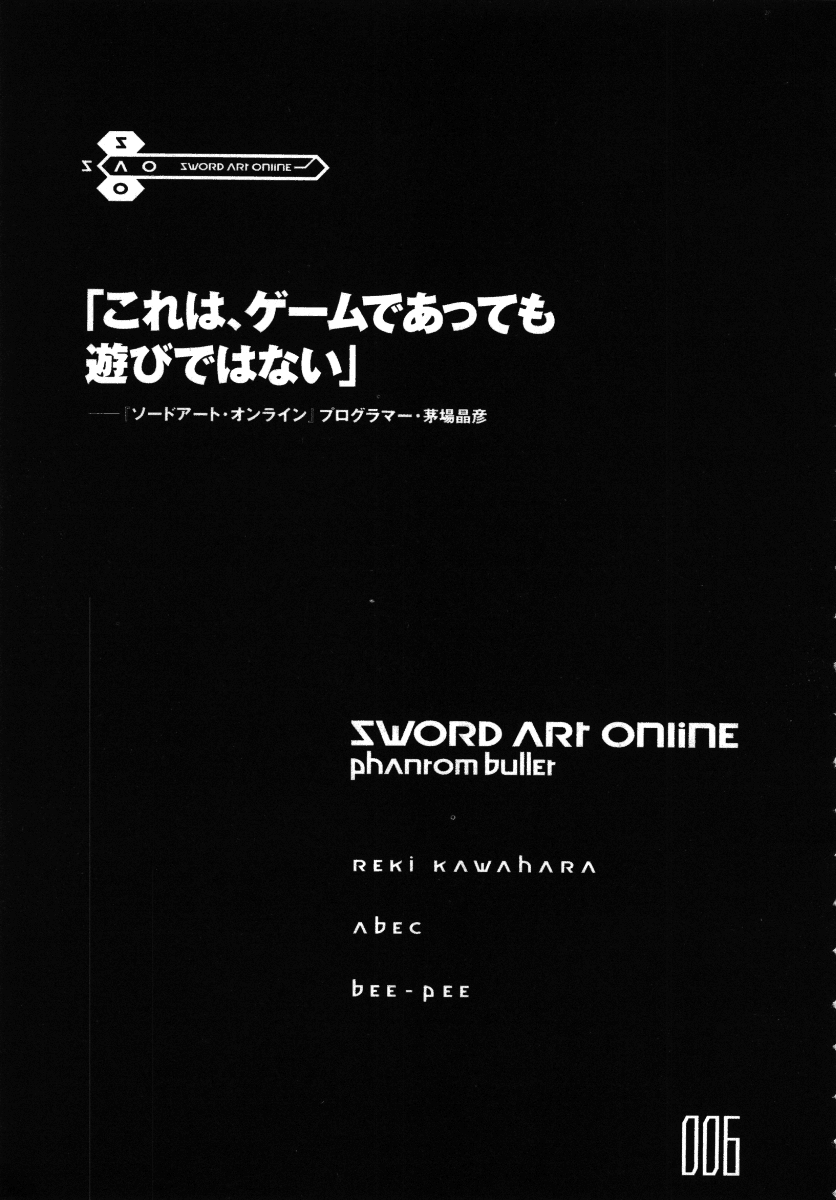 S
S A O SWORD ART ONLINE
O
「これは、ゲームであっても
遊びではない」
──『ソードアート・オンライン』プログラマー・茅場晶彦
SWORD ART ONLINE
phantom bullet
REKI KAWAHARA
abec
bee-pee
006